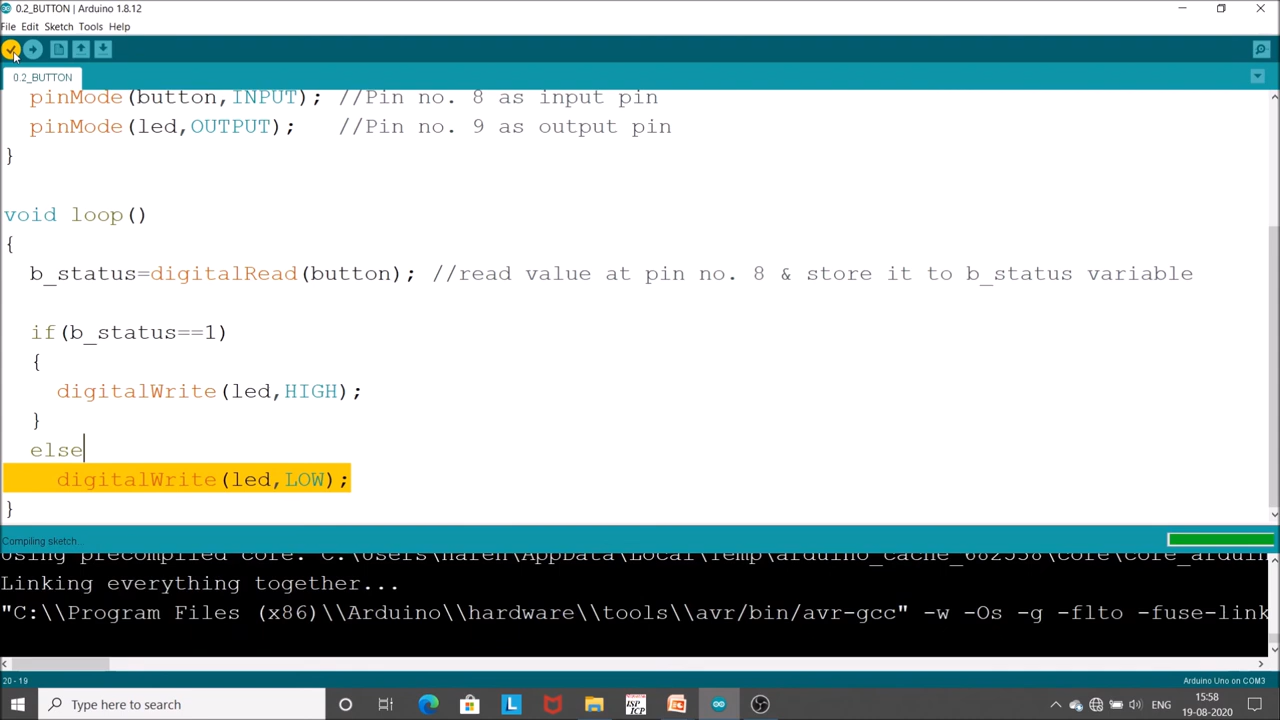 0.2_BUTTON | Arduino 1.8.12
File Edit Sketch Tools Help
0.2_BUTTON
pinMode(button,INPUT); //Pin no. 8 as input pin
pinMode(led,OUTPUT); //Pin no. 9 as output pin
}
void loop()
{
b_status=digitalRead(button); //read value at pin no. 8 & store it to b_status variable
if(b_status==1)
{
digitalWrite(led,HIGH);
}
else
digitalWrite(led,LOW);
}
Compiling sketch...
Using precompiled core: C:\Users\naren\AppData\Local\Temp\arduino_cache_682558\core\core_arduin
Linking everything together...
"C:\\Program Files (x86)\\Arduino\\hardware\\tools\\avr/bin/avr-gcc" -w -Os -g -flto -fuse-link
20 - 19
Arduino Uno on COM3
Type here to search
L
ISP
ICP
ENG
15:58
19-08-2020